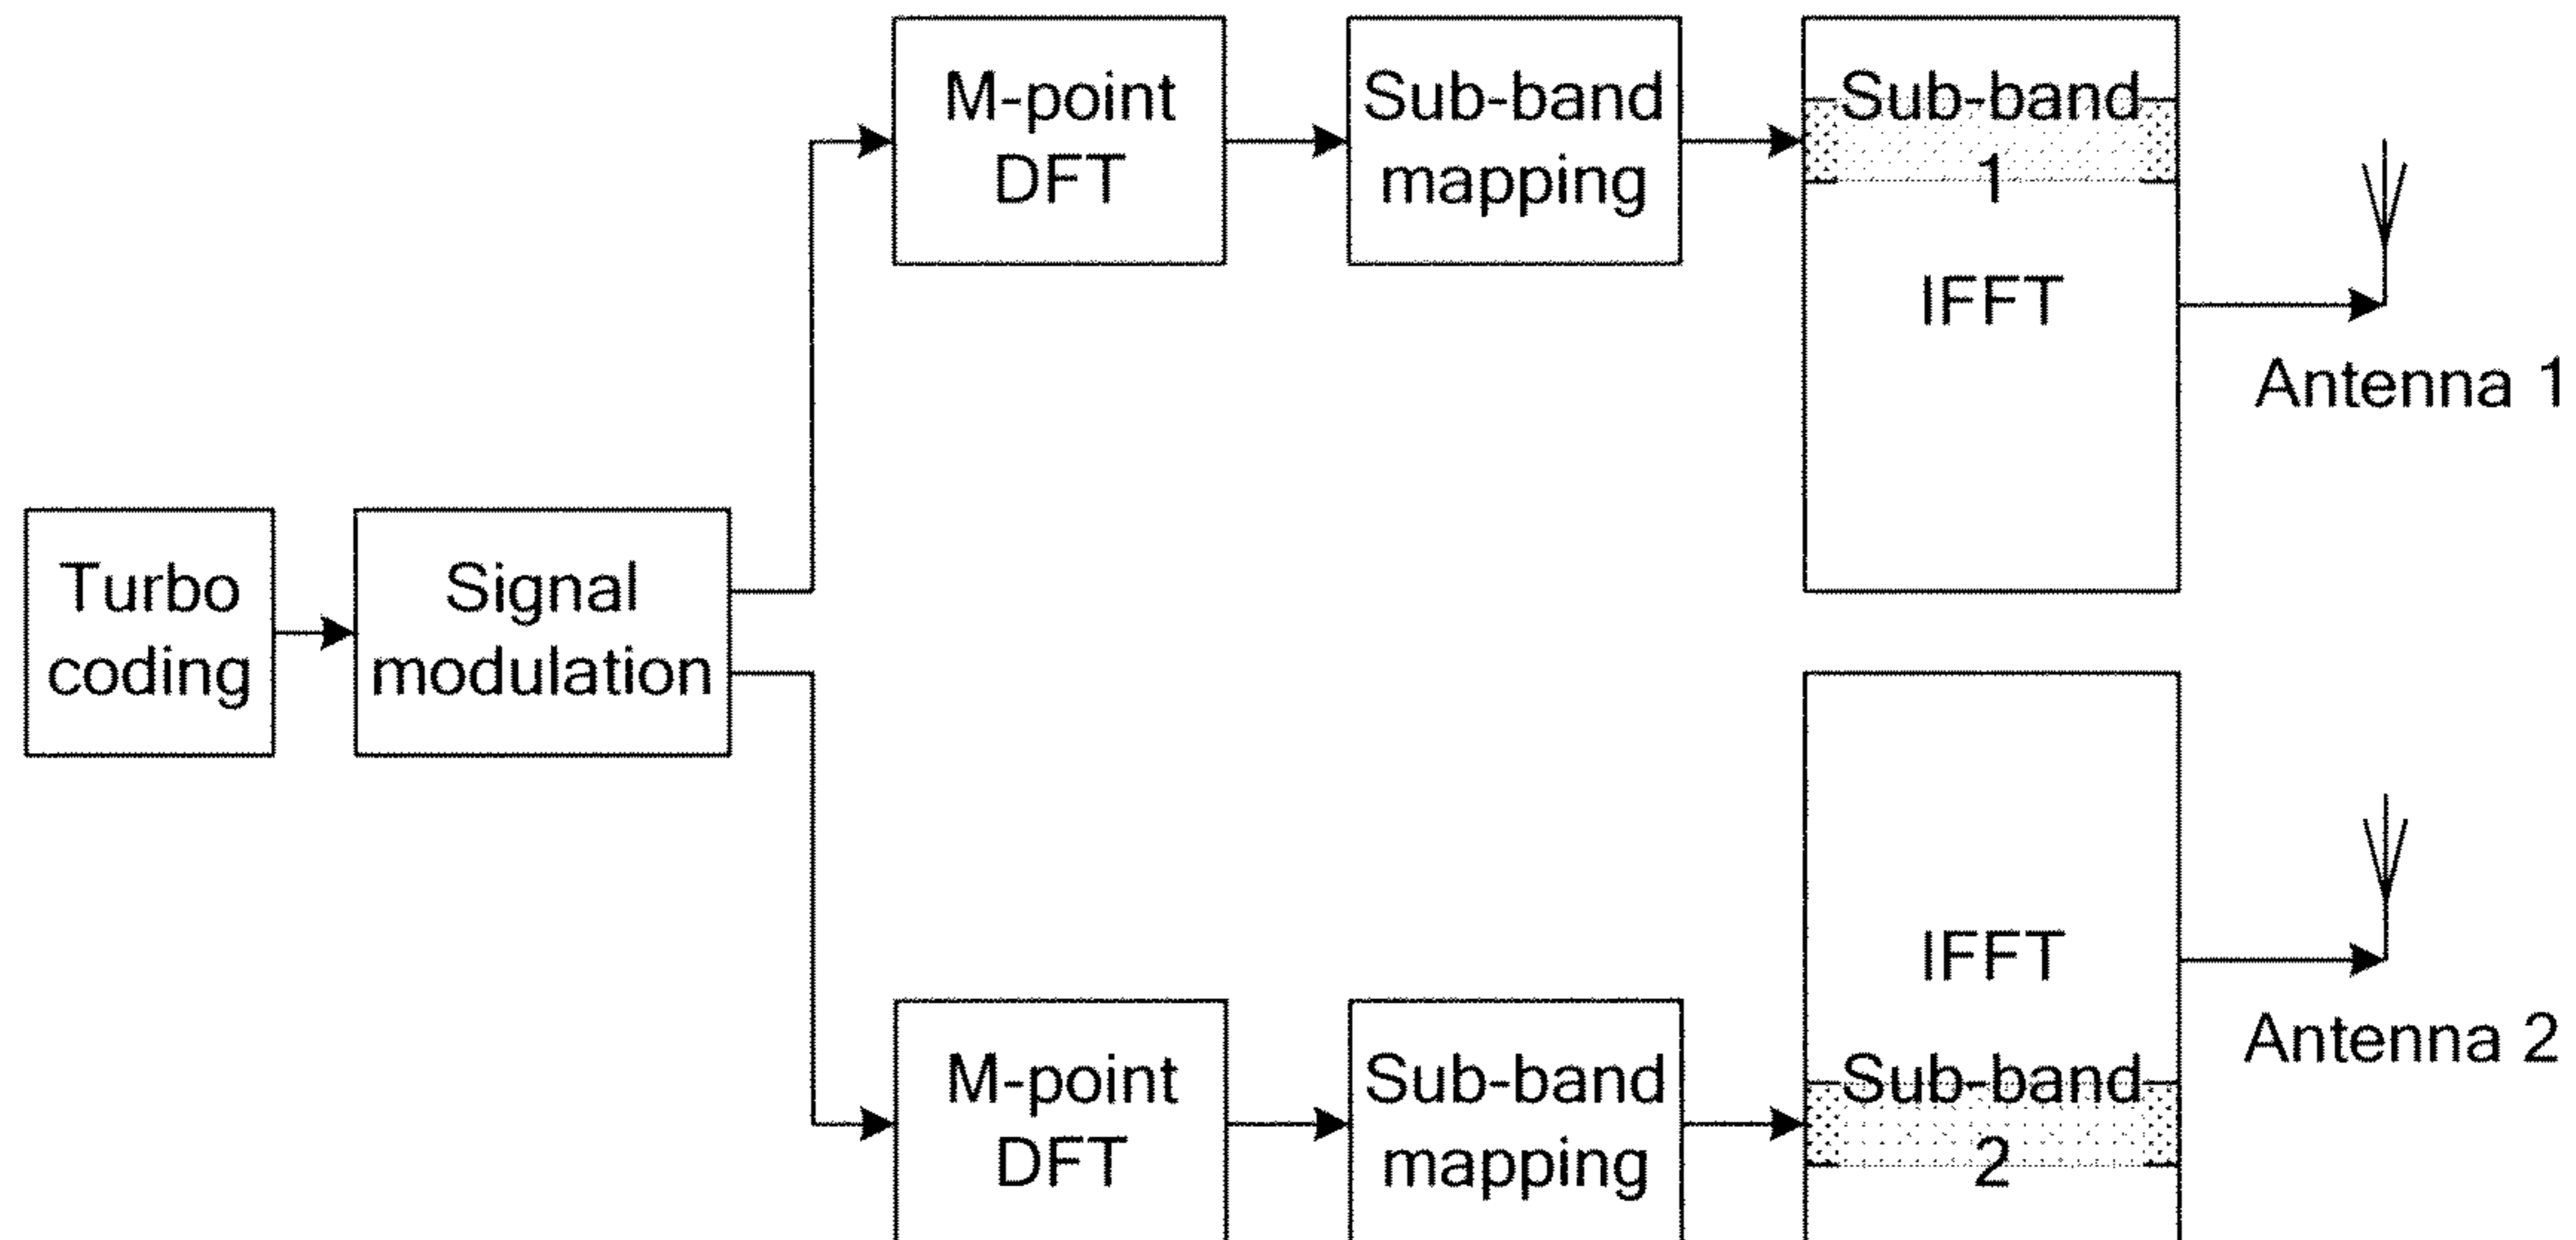 M-point
DFT
Sub-band
mapping
Sub-band
1
IFFT
Antenna 1
Turbo
coding
Signal
modulation
IFFT
Antenna 2
M-point
DFT
Sub-band
mapping
Sub-band
2